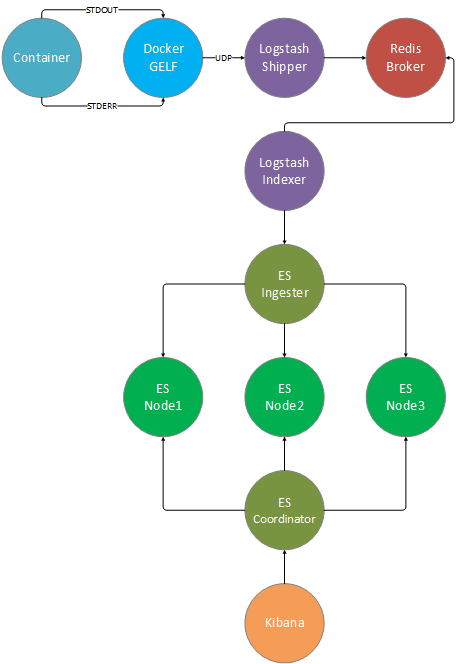 STDOUT
Container
Docker
GELF
UDP
Logstash
Shipper
Redis
Broker
STDERR
Logstash
Indexer
ES
Ingester
ES
Node1
ES
Node2
ES
Node3
ES
Coordinator
Kibana